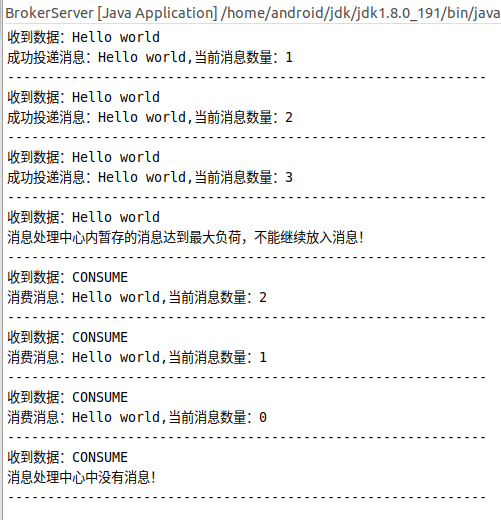 BrokerServer [Java Application] /home/android/jdk/jdk1.8.0_191/bin/java
收到数据：Hello world
成功投递消息：Hello world,当前消息数量：1
------------------------------------------------------------
收到数据：Hello world
成功投递消息：Hello world,当前消息数量：2
------------------------------------------------------------
收到数据：Hello world
成功投递消息：Hello world,当前消息数量：3
------------------------------------------------------------
收到数据：Hello world
消息处理中心内暂存的消息达到最大负荷，不能继续放入消息！
------------------------------------------------------------
收到数据：CONSUME
消费消息：Hello world,当前消息数量：2
------------------------------------------------------------
收到数据：CONSUME
消费消息：Hello world,当前消息数量：1
------------------------------------------------------------
收到数据：CONSUME
消费消息：Hello world,当前消息数量：0
------------------------------------------------------------
收到数据：CONSUME
消息处理中心中没有消息！
------------------------------------------------------------